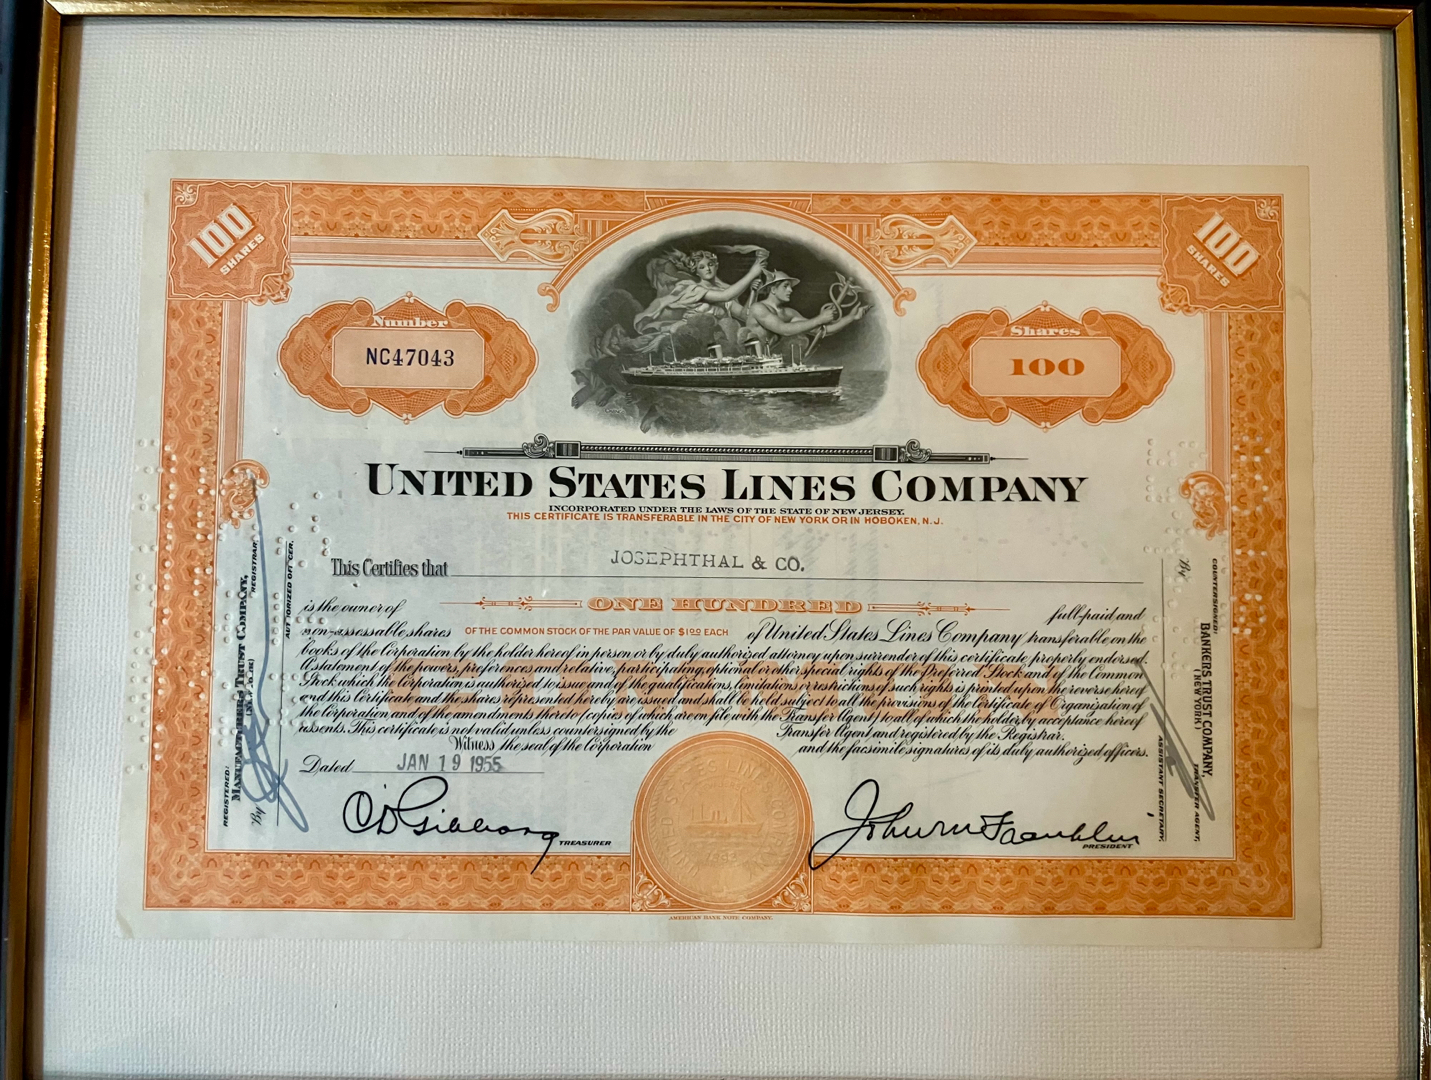 100
SHARES
100
SHARES
Number
NC47043
Shares
100
UNITED STATES LINES COMPANY
INCORPORATED UNDER THE LAWS OF THE STATE OF NEW JERSEY.
THIS CERTIFICATE IS TRANSFERABLE IN THE CITY OF NEW YORK OR IN HOBOKEN, N.J.
This Certifies that JOSEPHTHAL & CO.
is the owner of ONE HUNDRED full-paid and
non-assessable shares OF THE COMMON STOCK OF THE PAR VALUE OF $1.00 EACH of United States Lines Company transferable on the
books of the Corporation by the holder hereof in person or by duly authorized attorney upon surrender of this certificate properly endorsed.
A statement of the powers, preferences and relative, participating, optional or other special rights of the Preferred Stock and of the Common
Stock which the Corporation is authorized to issue and of the qualifications, limitations or restrictions of such rights is printed upon the reverse hereof
and this Certificate and the shares represented hereby are issued and shall be held subject to all the provisions of the Certificate of Organization of
the Corporation and of the amendments thereto (copies of which are on file with the Transfer Agent) to all of which the holder by acceptance hereof
assents. This certificate is not valid unless countersigned by the Transfer Agent and registered by the Registrar.
Witness the seal of the Corporation and the facsimile signatures of its duly authorized officers.
Dated JAN 19 1955
TREASURER
John M Franklin
PRESIDENT
AMERICAN BANK NOTE COMPANY.
REGISTERED:
MANUFACTURERS TRUST COMPANY,
REGISTRAR,
By
AUTHORIZED OFFICER.
COUNTERSIGNED:
BANKERS TRUST COMPANY,
(NEW YORK)
TRANSFER AGENT,
By
ASSISTANT SECRETARY.